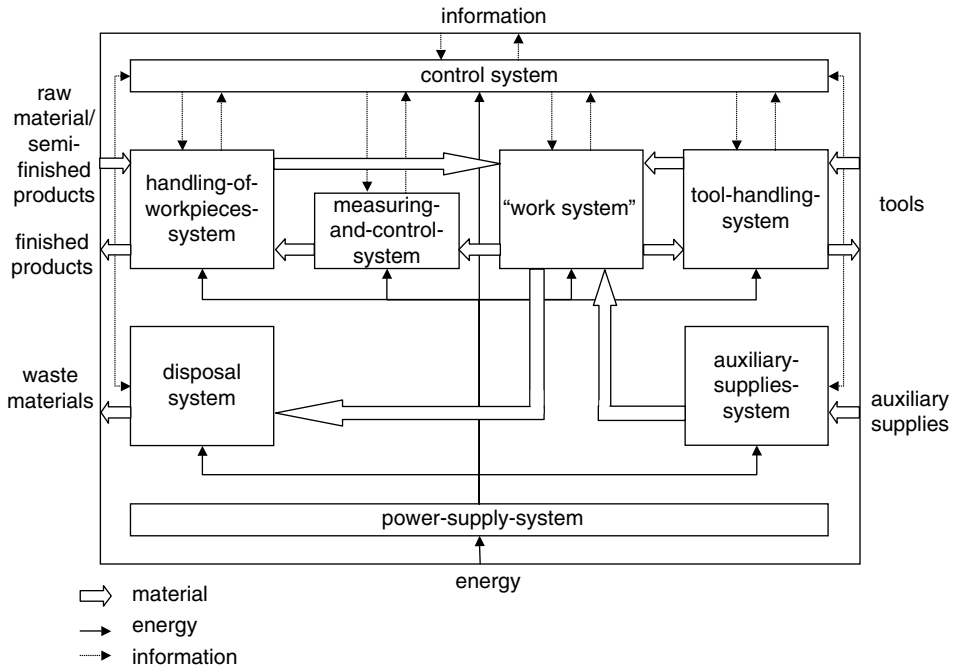 information
control system
raw
material/
semi-
finished
products
handling-of-
workpieces-
system
measuring-
and-control-
system
“work system”
tool-handling-
system
tools
finished
products
waste
materials
disposal
system
auxiliary-
supplies-
system
auxiliary
supplies
power-supply-system
energy
material
energy
information